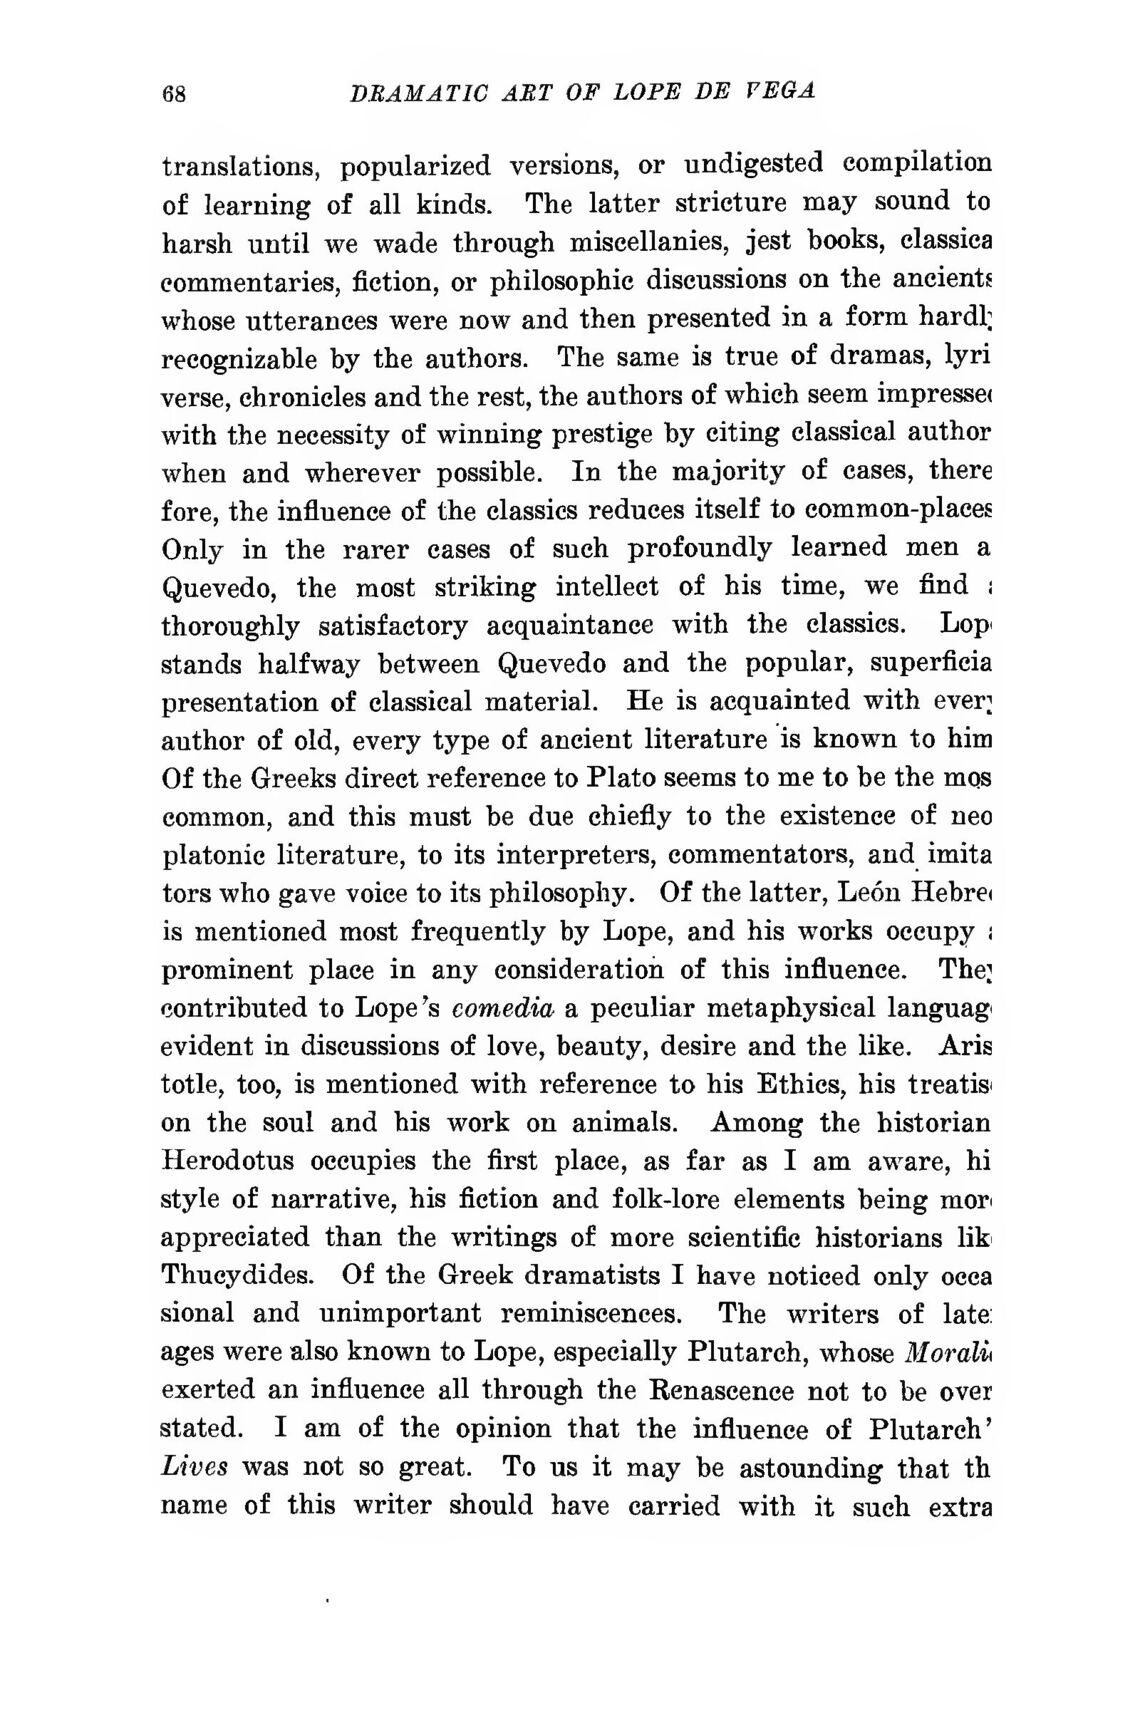 68 DRAMATIC ART OF LOPE DE VEGA
translations, popularized versions, or undigested compilation
of learning of all kinds. The latter stricture may sound to
harsh until we wade through miscellanies, jest books, classica
commentaries, fiction, or philosophic discussions on the ancients
whose utterances were now and then presented in a form hardl
recognizable by the authors. The same is true of dramas, lyri
verse, chronicles and the rest, the authors of which seem impresse
with the necessity of winning prestige by citing classical author
when and wherever possible. In the majority of cases, there
fore, the influence of the classics reduces itself to common-places
Only in the rarer cases of such profoundly learned men a
Quevedo, the most striking intellect of his time, we find
thoroughly satisfactory acquaintance with the classics. Lop
stands halfway between Quevedo and the popular, superficia
presentation of classical material. He is acquainted with ever
author of old, every type of ancient literature is known to him
Of the Greeks direct reference to Plato seems to me to be the mos
common, and this must be due chiefly to the existence of neo
platonic literature, to its interpreters, commentators, and imita
tors who gave voice to its philosophy. Of the latter, León Hebre
is mentioned most frequently by Lope, and his works occupy
prominent place in any consideration of this influence. The
contributed to Lope's comedia a peculiar metaphysical languag
evident in discussions of love, beauty, desire and the like. Aris
totle, too, is mentioned with reference to his Ethics, his treatis
on the soul and his work on animals. Among the historian
Herodotus occupies the first place, as far as I am aware, hi
style of narrative, his fiction and folk-lore elements being mor
appreciated than the writings of more scientific historians lik
Thucydides. Of the Greek dramatists I have noticed only occa
sional and unimportant reminiscences. The writers of late
ages were also known to Lope, especially Plutarch, whose Morali
exerted an influence all through the Renascence not to be over
stated. I am of the opinion that the influence of Plutarch'
Lives was not so great. To us it may be astounding that th
name of this writer should have carried with it such extra